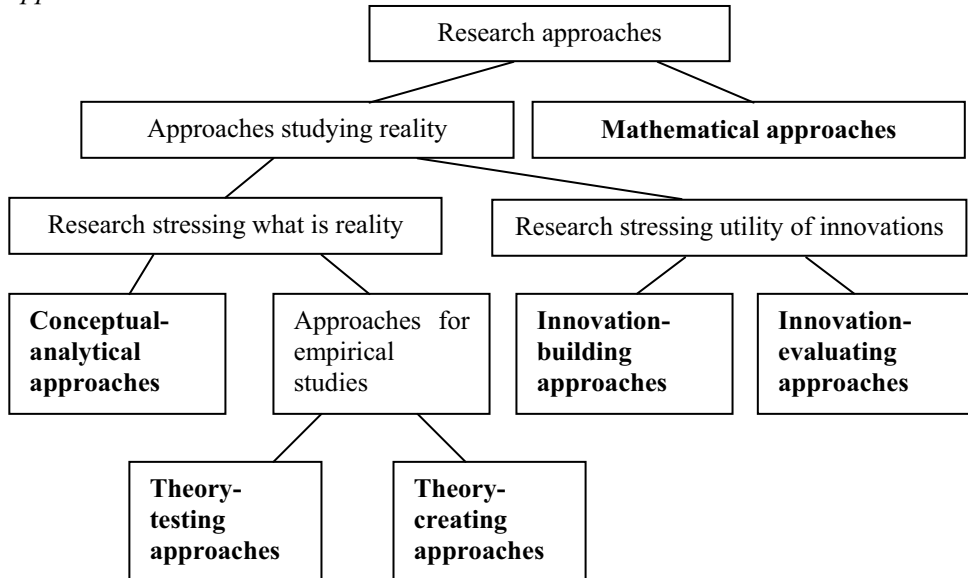 Research approaches
Approaches studying reality
Mathematical approaches
Research stressing what is reality
Research stressing utility of innovations
Conceptual-
analytical
approaches
Approaches for
empirical
studies
Innovation-
building
approaches
Innovation-
evaluating
approaches
Theory-
testing
approaches
Theory-
creating
approaches